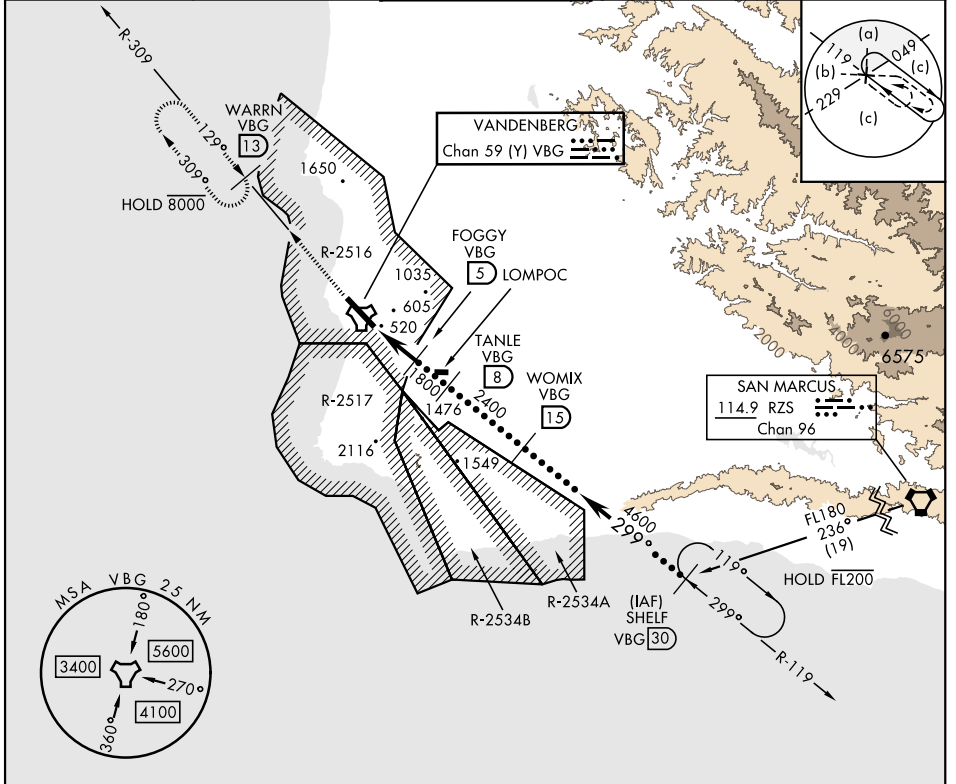 R-309
WARRN
VBG
13
129°
309°
HOLD 8000
1650
VANDENBERG
Chan 59 (Y) VBG
(a)
119
049
(b)
(c)
229
(c)
R-2516
1035
605
520
FOGGY
VBG
5
LOMPOC
TANLE
VBG
8
WOMIX
VBG
15
1800
1476
2400
R-2517
2116
1549
2000
4000
6000
6575
SAN MARCUS
114.9 RZS
Chan 96
4600
299°
FL180
236°
(19)
HOLD FL200
119°
299°
(IAF)
SHELF
VBG 30
R-119
R-2534A
R-2534B
MSA VBG 25 NM
180°
3400
5600
270°
4100
360°